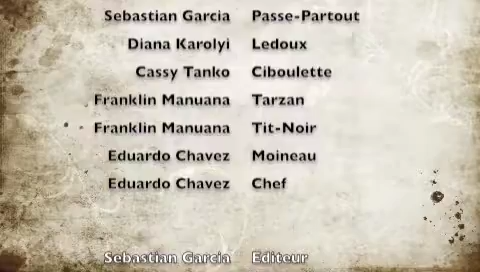 Sebastian Garcia Passe-Partout
Diana Karolyi Ledoux
Cassy Tanko Ciboulette
Franklin Manuana Tarzan
Franklin Manuana Tit-Noir
Eduardo Chavez Moineau
Eduardo Chavez Chef
Sebastian Garcia Editeur